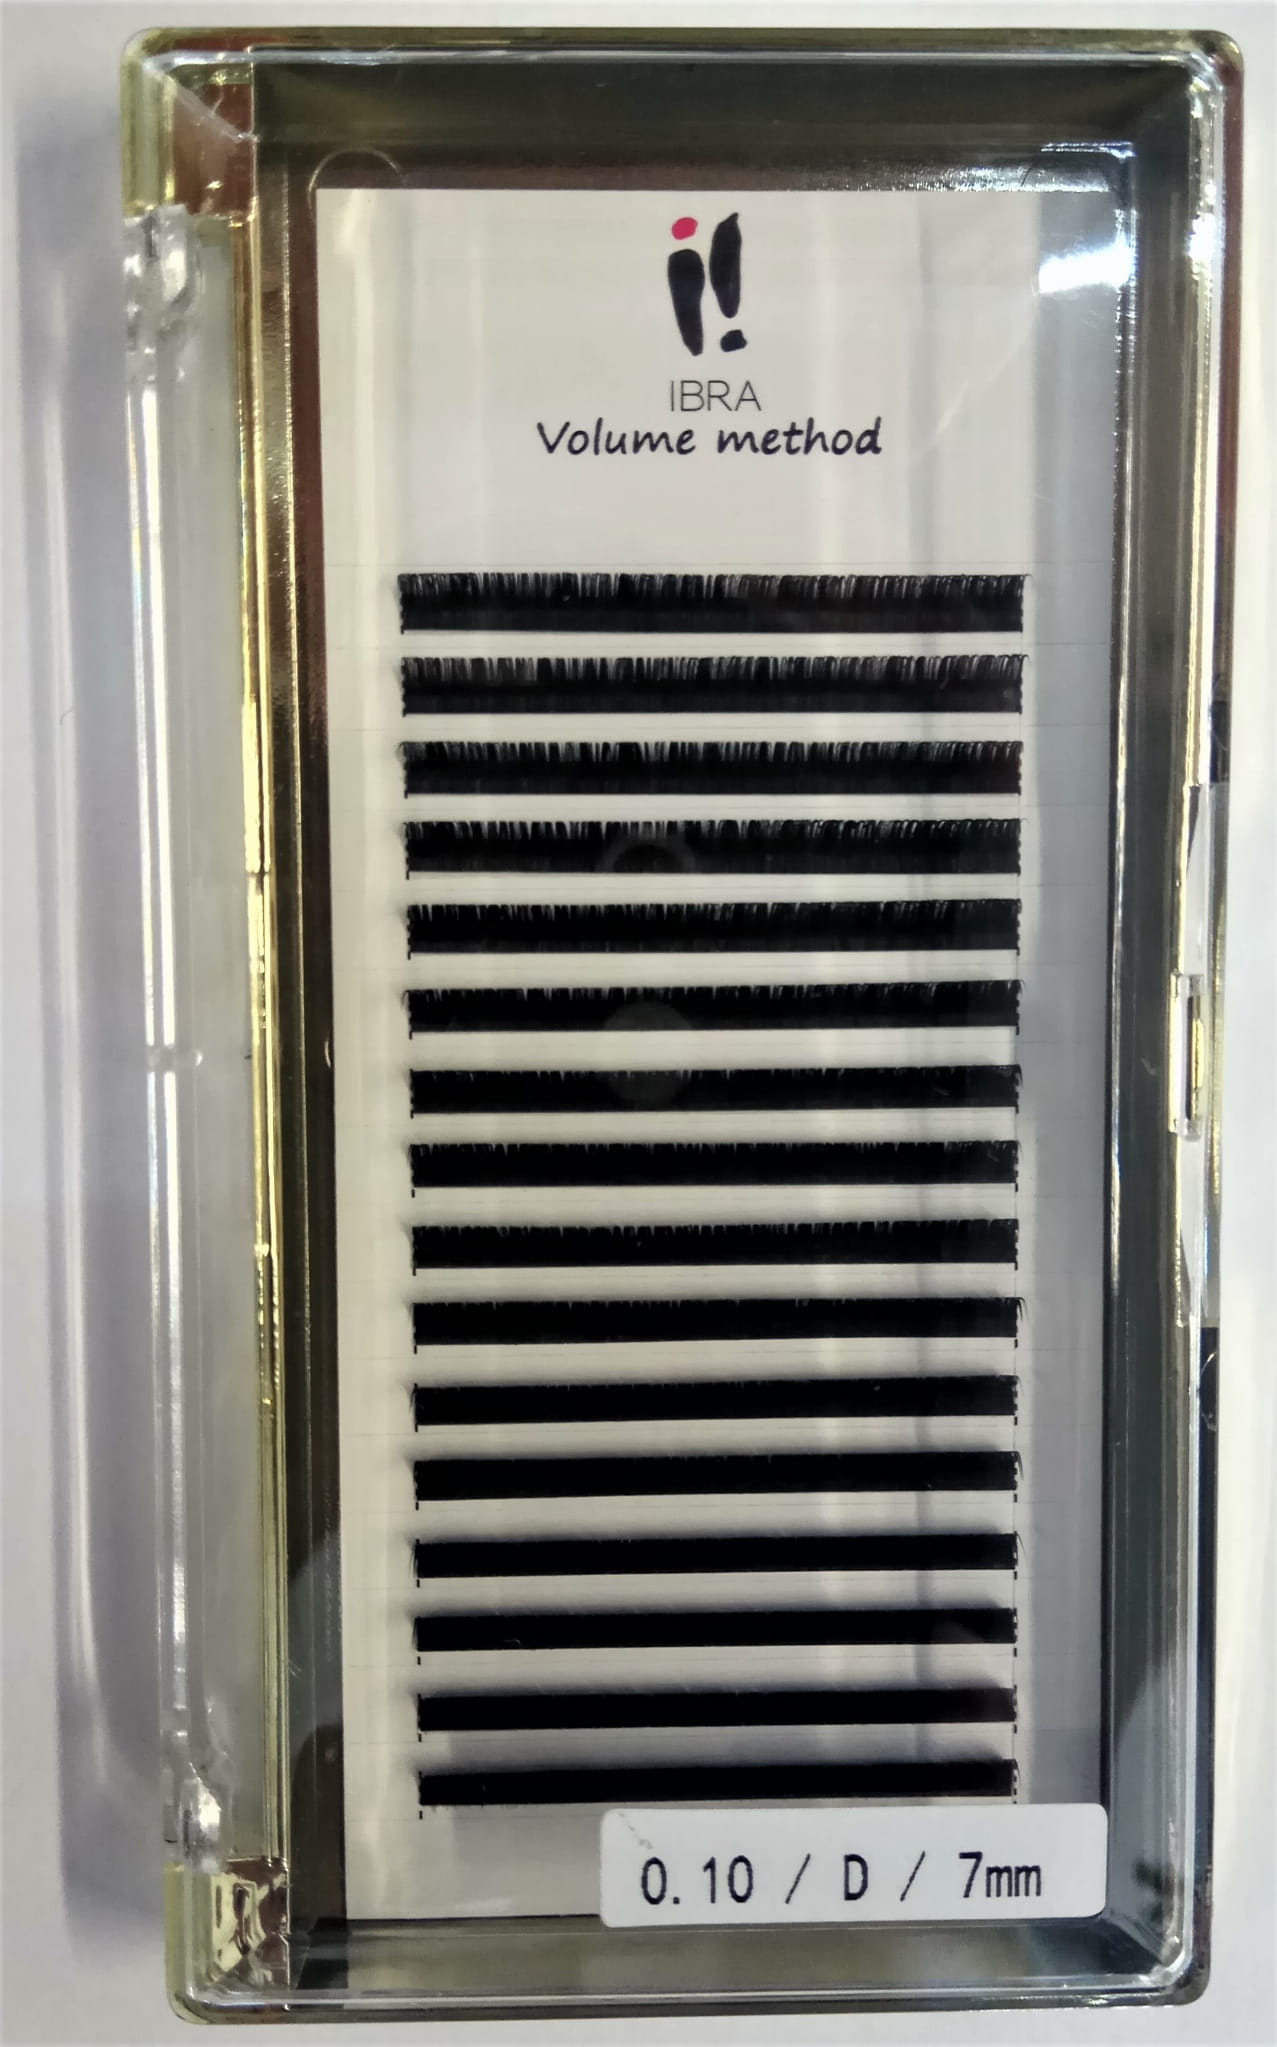 IBRA
Volume method
0.10 / D / 7mm